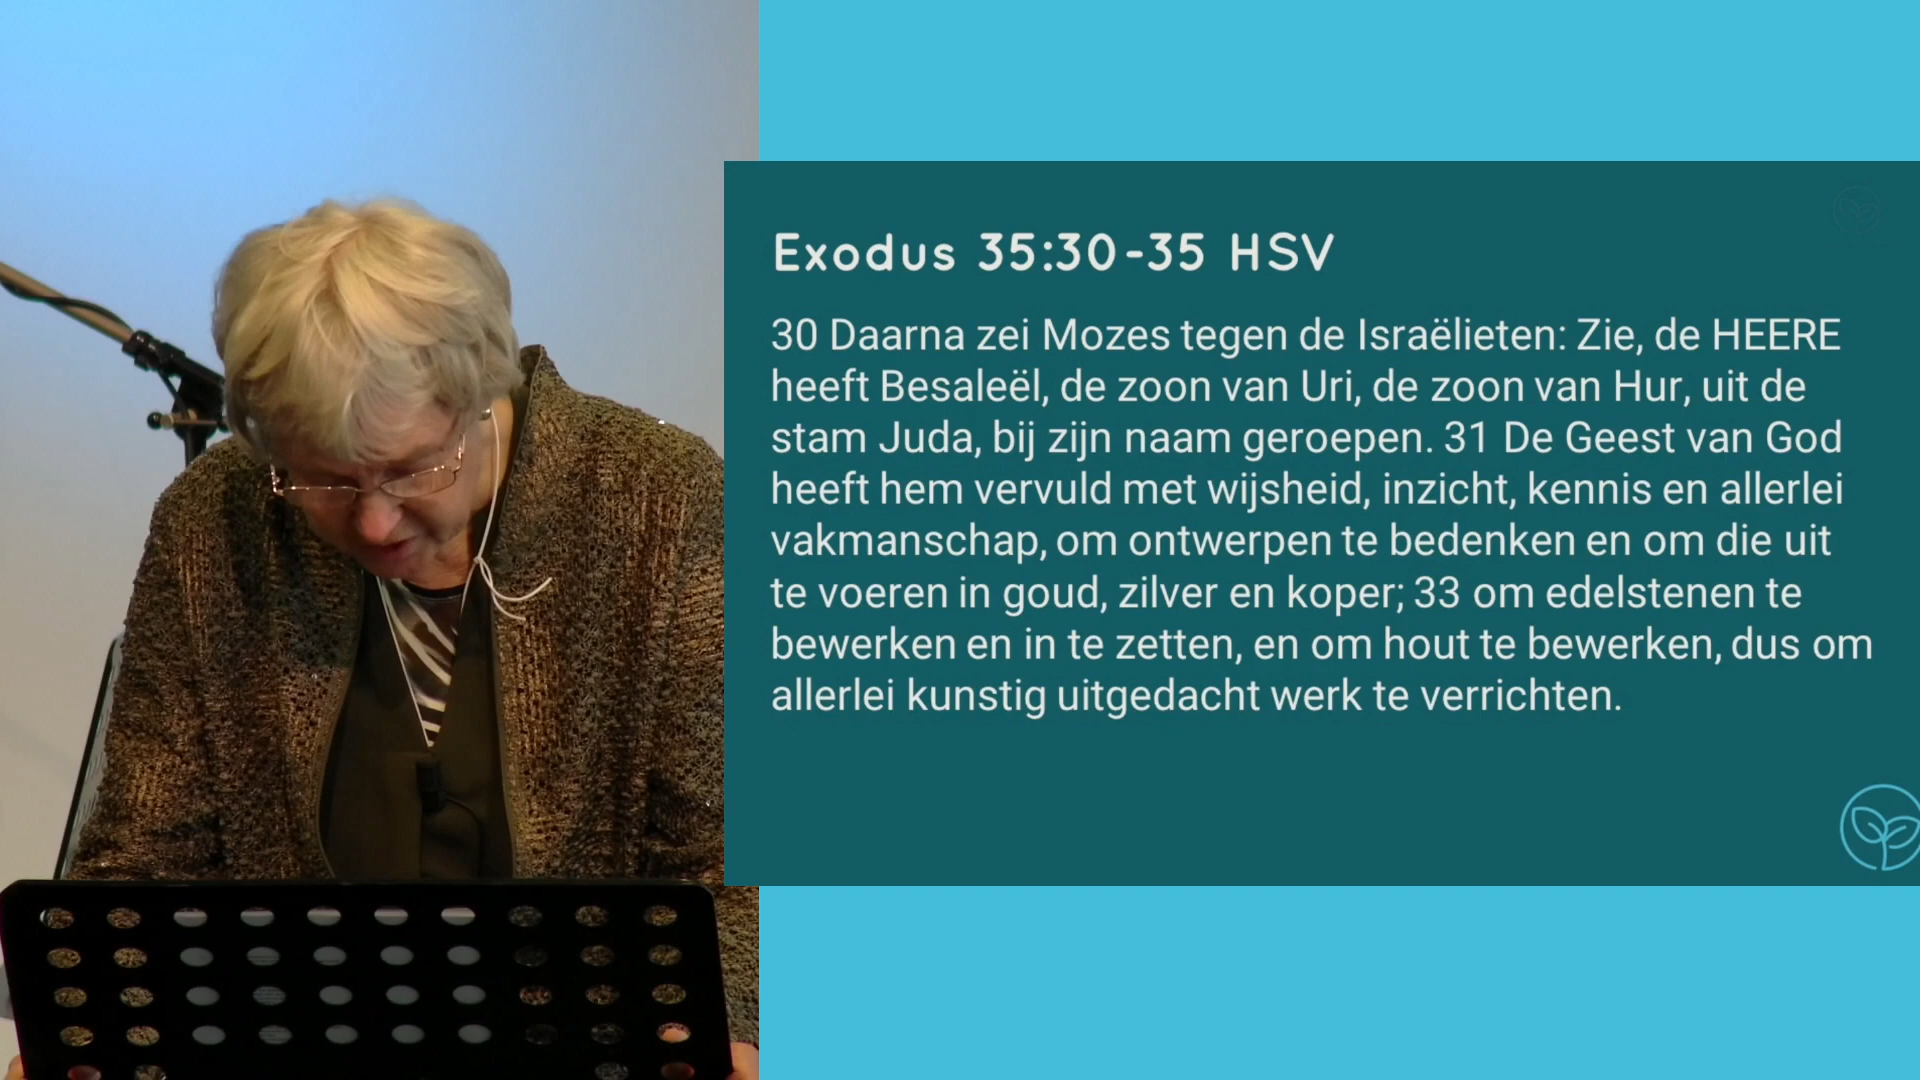 Exodus 35:30-35 HSV
30 Daarna zei Mozes tegen de Israëlieten: Zie, de HEERE
heeft Besaleël, de zoon van Uri, de zoon van Hur, uit de
stam Juda, bij zijn naam geroepen. 31 De Geest van God
heeft hem vervuld met wijsheid, inzicht, kennis en allerlei
vakmanschap, om ontwerpen te bedenken en om die uit
te voeren in goud, zilver en koper; 33 om edelstenen te
bewerken en in te zetten, en om hout te bewerken, dus om
allerlei kunstig uitgedacht werk te verrichten.